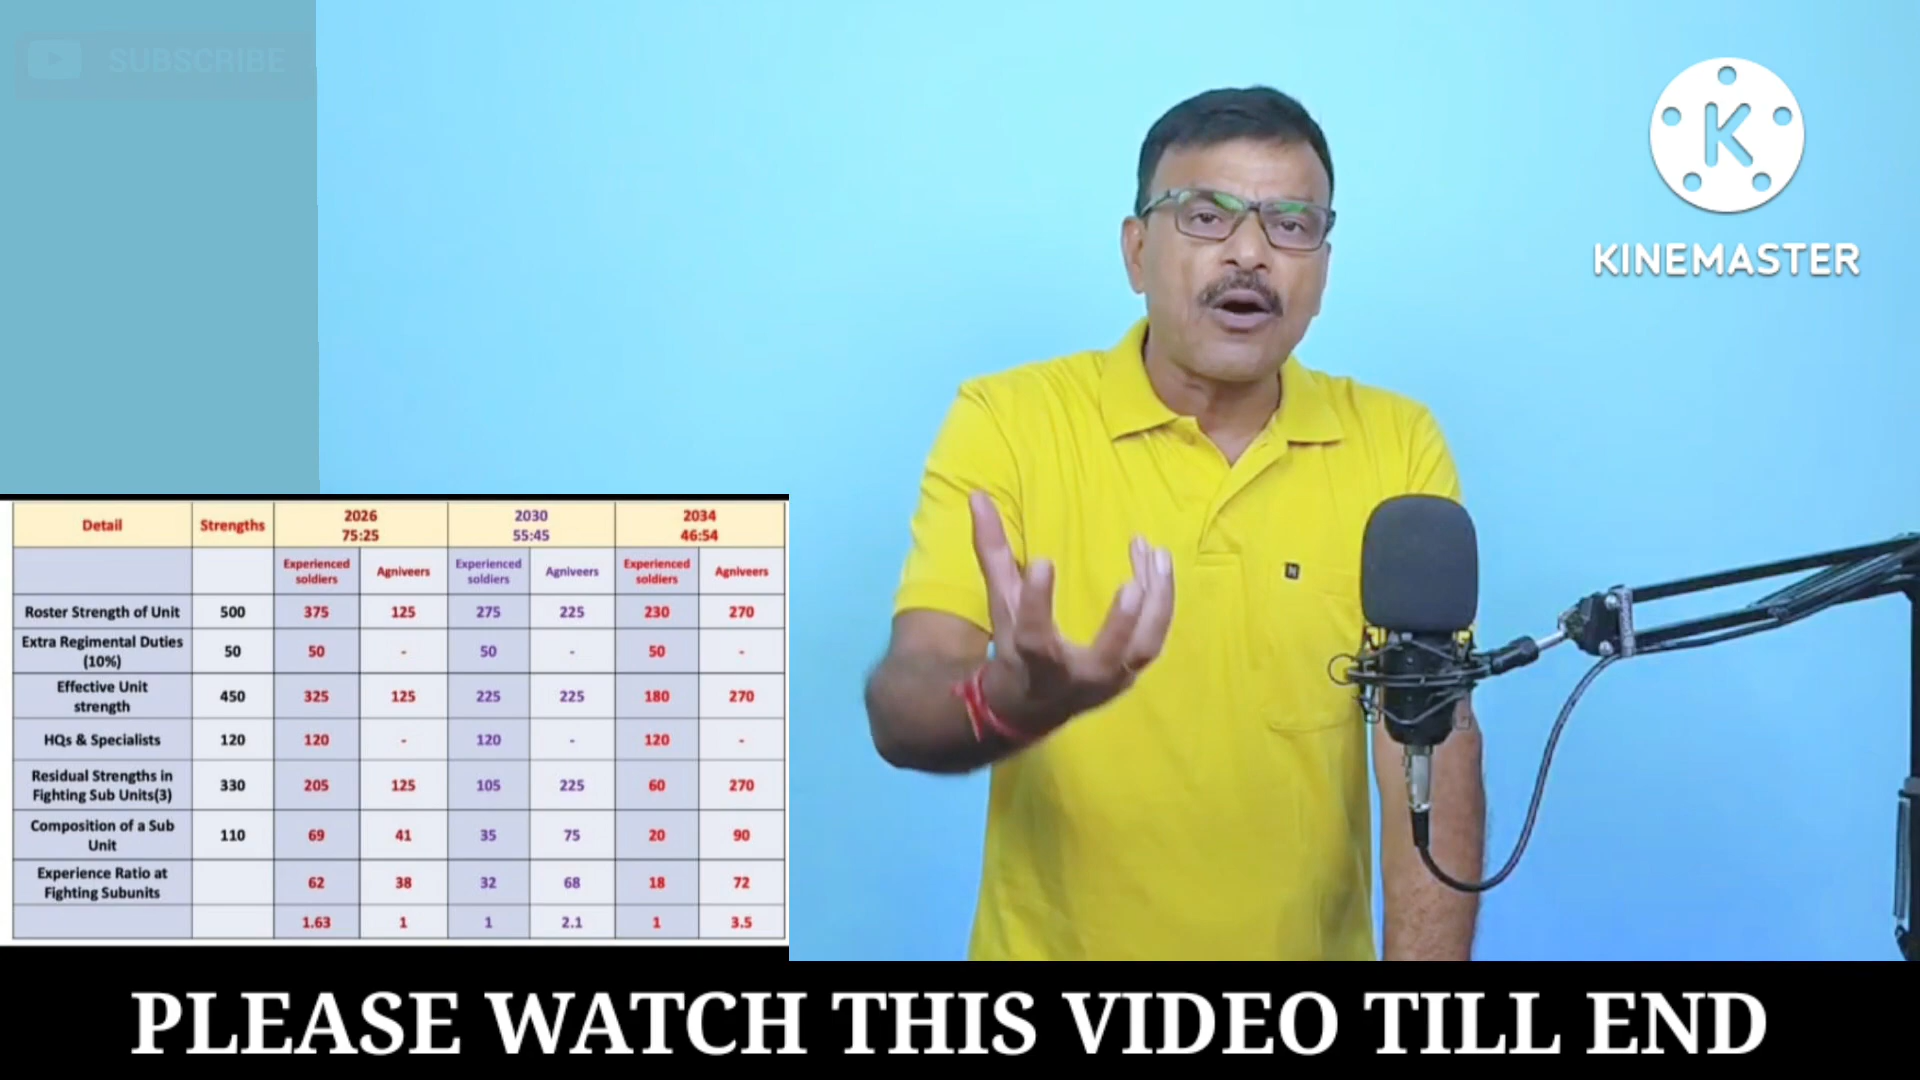 SUBSCRIBE
K
KINEMASTER
Detail Strengths 2026 2030 2034
75:25 55:45 46:54
Experienced soldiers Agniveers Experienced soldiers Agniveers Experienced soldiers Agniveers
Roster Strength of Unit 500 375 125 275 225 230 270
Extra Regimental Duties (10%) 50 50 - 50 - 50 -
Effective Unit strength 450 325 125 225 225 180 270
HQs & Specialists 120 120 - 120 - 120 -
Residual Strengths in Fighting Sub Units(3) 330 205 125 105 225 60 270
Composition of a Sub Unit 110 69 41 35 75 20 90
Experience Ratio at Fighting Subunits 62 38 32 68 18 72
1.63 1 1 2.1 1 3.5
PLEASE WATCH THIS VIDEO TILL END